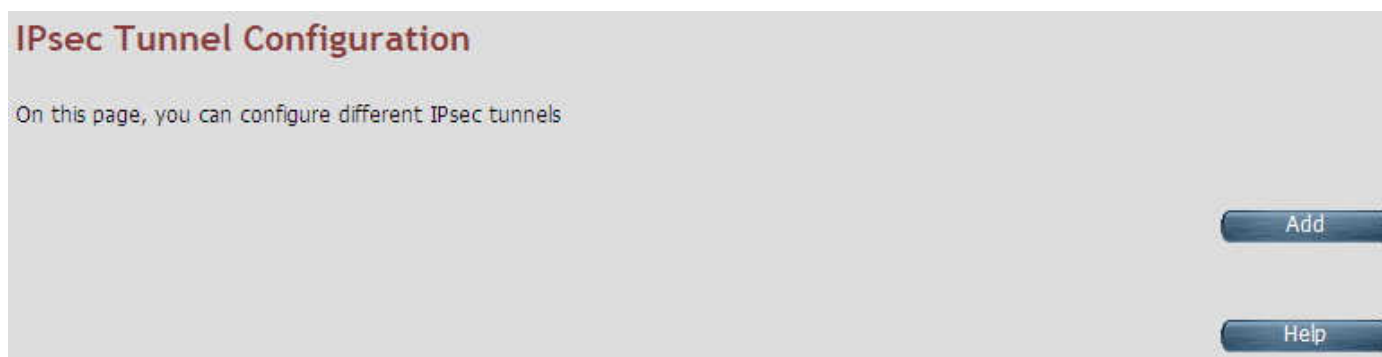 IPsec Tunnel Configuration
On this page, you can configure different IPsec tunnels
Add
Help